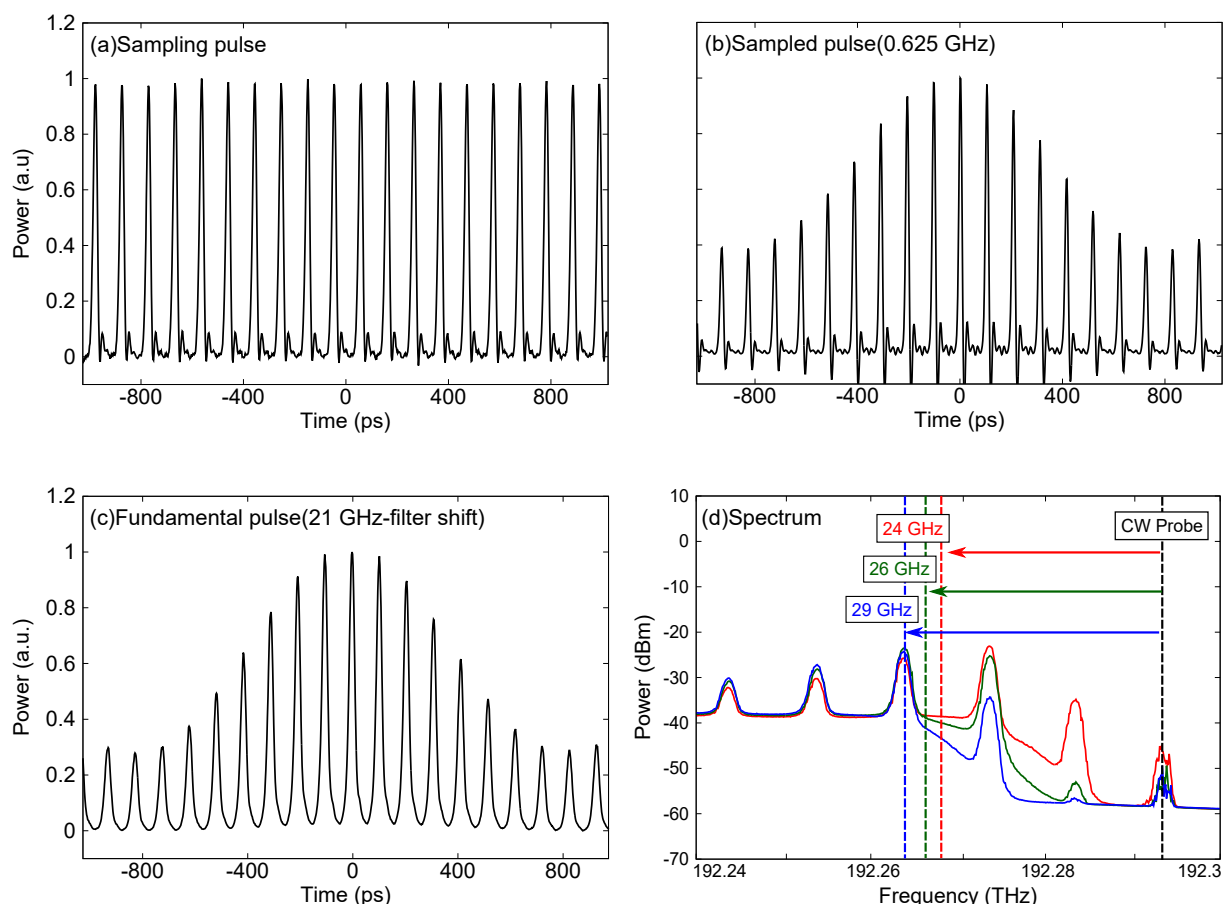 (a)Sampling pulse
1.2
1
0.8
0.6
0.4
0.2
0
Power (a.u)
-800
-400
0
400
800
Time (ps)
(b)Sampled pulse(0.625 GHz)
-800
-400
0
400
800
Time (ps)
(c)Fundamental pulse(21 GHz-filter shift)
1.2
1
0.8
0.6
0.4
0.2
0
Power (a.u.)
-800
-400
0
400
800
Time (ps)
(d)Spectrum
10
0
-10
-20
-30
-40
-50
-60
-70
Power (dBm)
24 GHz
CW Probe
26 GHz
29 GHz
192.24
192.26
192.28
192.3
Frequency (THz)